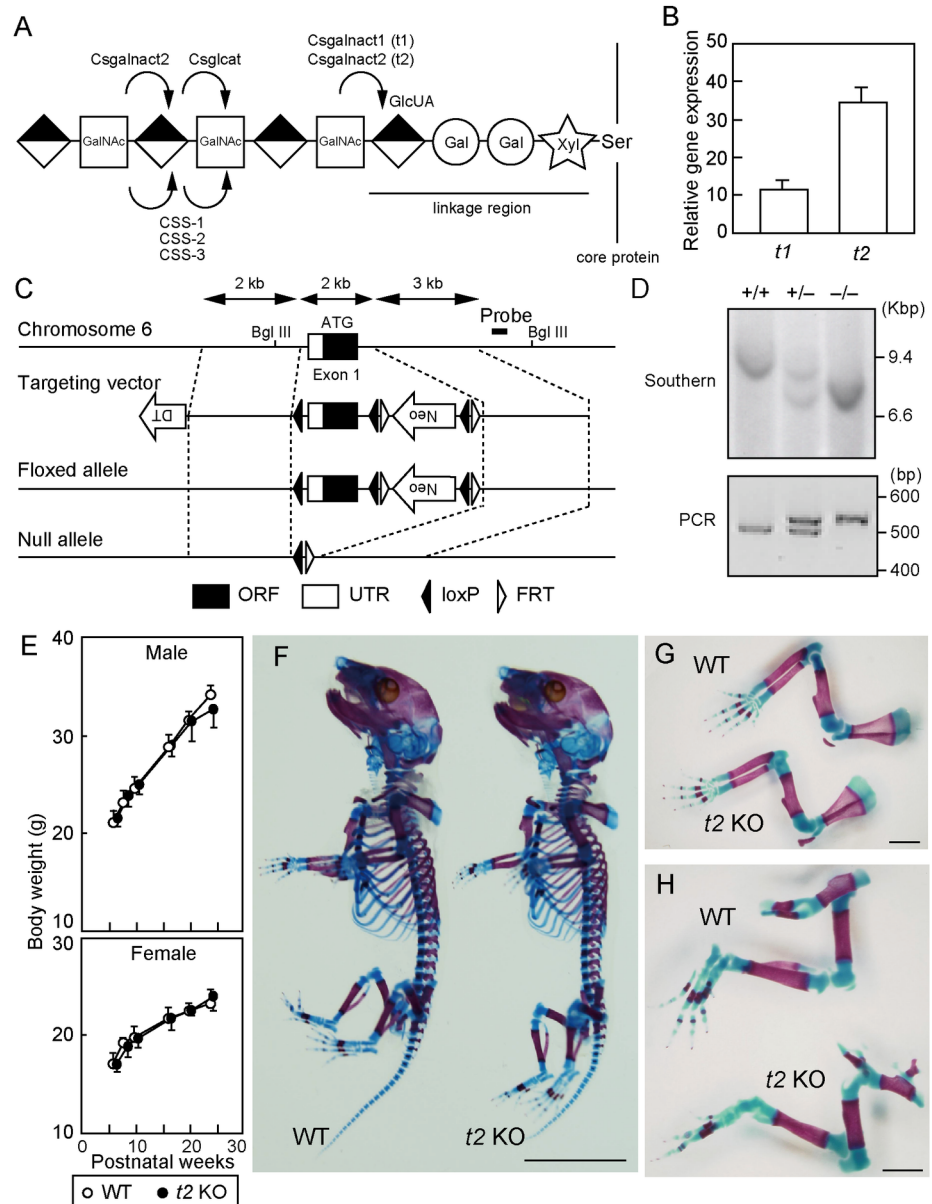 A
Csgalnact2
Csglcat
Csgalnact1 (t1)
Csgalnact2 (t2)
GlcUA
GalNAc
GalNAc
GalNAc
Gal
Gal
Xyl
Ser
CSS-1
CSS-2
CSS-3
linkage region
core protein
B
Relative gene expression
50
40
30
20
10
0
t1
t2
C
2 kb
2 kb
3 kb
Chromosome 6
Bgl III
ATG
Probe
Bgl III
Exon 1
Targeting vector
DT
Neo
Floxed allele
Neo
Null allele
ORF
UTR
loxP
FRT
D
+/+
+/−
−/−
(Kbp)
Southern
9.4
6.6
(bp)
PCR
600
500
400
E
Body weight (g)
40
Male
30
20
10
30
Female
20
10
0
10
20
30
Postnatal weeks
WT
t2 KO
F
WT
t2 KO
G
WT
t2 KO
H
WT
t2 KO